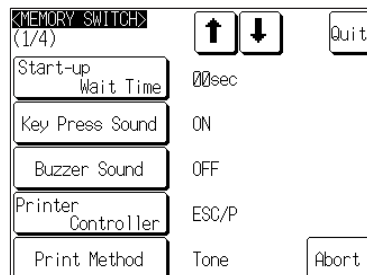 <MEMORY SWITCH>
(1/4)
Quit
Start-up
Wait Time
00sec
Key Press Sound
ON
Buzzer Sound
OFF
Printer
Controller
ESC/P
Print Method
Tone
Abort